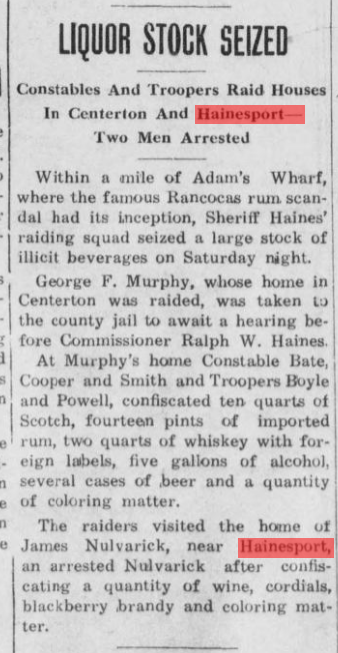 LIQUOR STOCK SEIZED
Constables And Troopers Raid Houses
In Centerton And Hainesport—
Two Men Arrested
Within a mile of Adam's Wharf,
where the famous Rancocas rum scan-
dal had its inception, Sheriff Haines'
raiding squad seized a large stock of
illicit beverages on Saturday night.
George F. Murphy, whose home in
Centerton was raided, was taken to
the county jail to await a hearing be-
fore Commissioner Ralph W. Haines.
At Murphy's home Constable Bate,
Cooper and Smith and Troopers Boyle
and Powell, confiscated ten quarts of
Scotch, fourteen pints of imported
rum, two quarts of whiskey with for-
eign labels, five gallons of alcohol,
several cases of beer and a quantity
of coloring matter.
The raiders visited the home of
James Nulvarick, near Hainesport,
an arrested Nulvarick after confis-
cating a quantity of wine, cordials,
blackberry brandy and coloring mat-
ter.